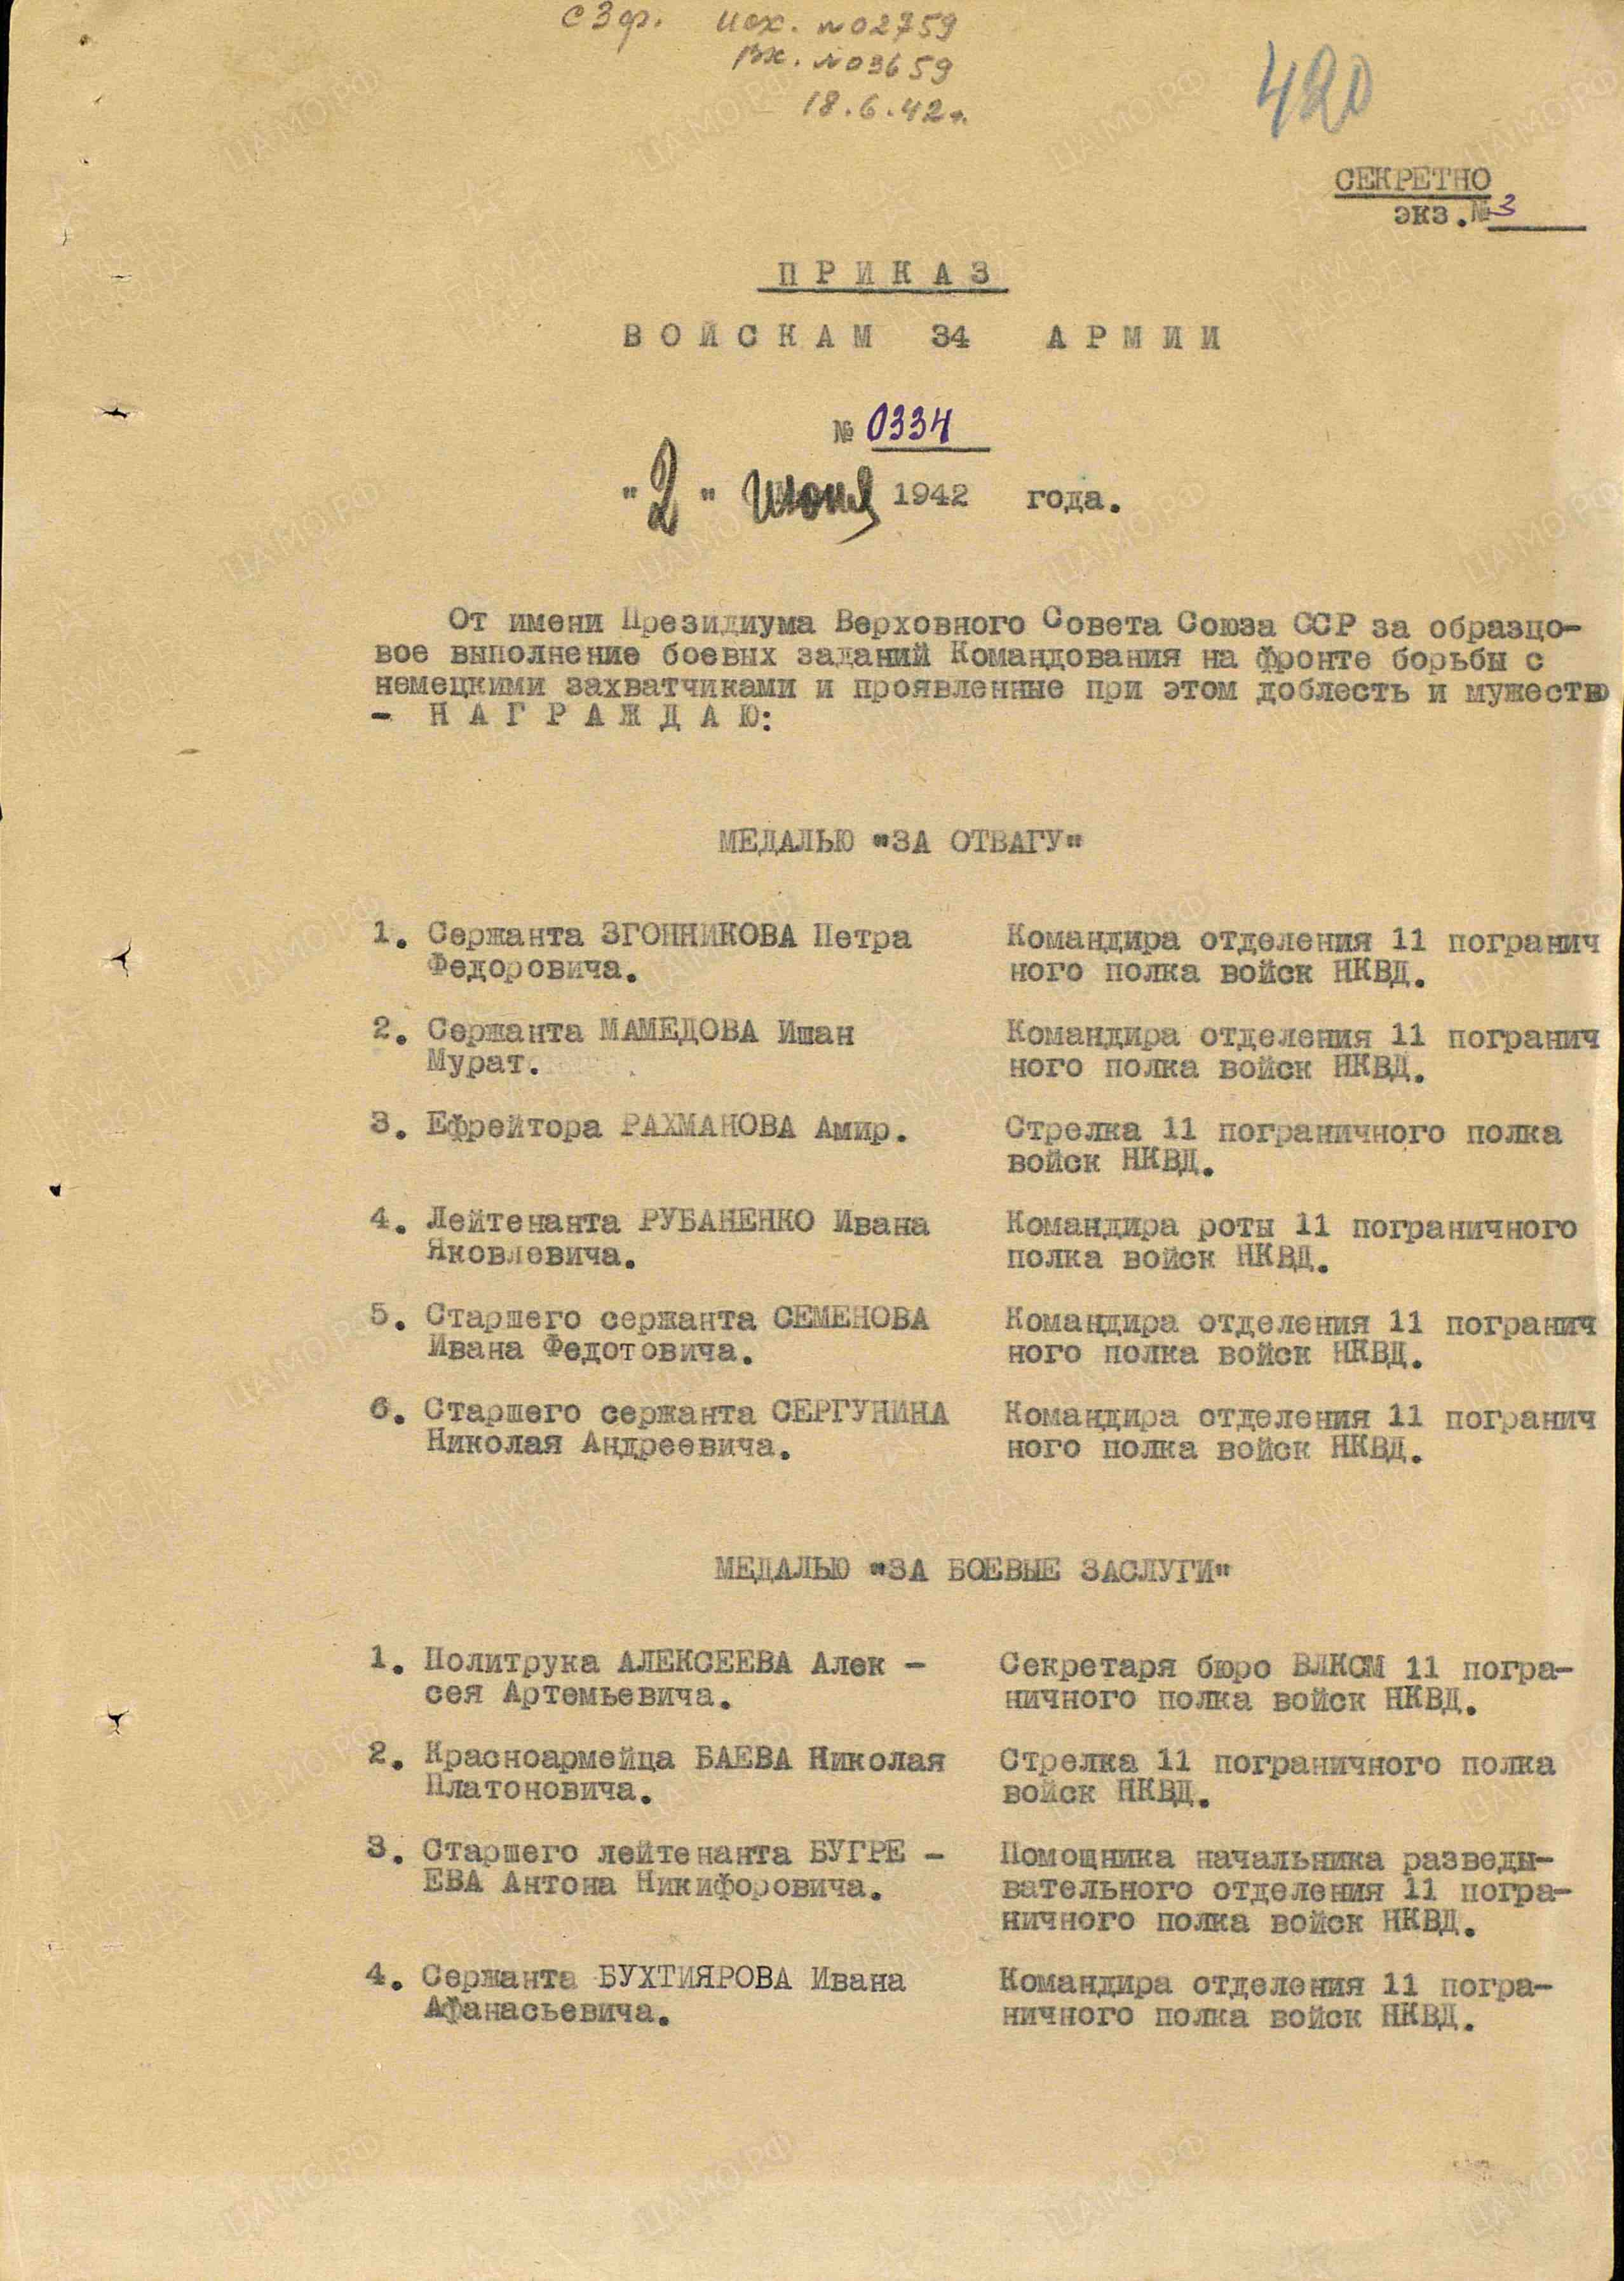 сзф. исх. №02759
вх. №03659
18.6.42г.
420
СЕКРЕТНО
экз.№ 3
ПРИКАЗ
ВОЙСКАМ 34 АРМИИ
№ 0334
"2" июня 1942 года.
От имени Президиума Верховного Совета Союза ССР за образцо-
вое выполнение боевых заданий Командования на фронте борьбы с
немецкими захватчиками и проявленные при этом доблесть и мужество
- НАГРАЖДАЮ:
МЕДАЛЬЮ "ЗА ОТВАГУ"
1. Сержанта ЗГОННИКОВА Петра Командира отделения 11 погранич
Федоровича. ного полка войск НКВД.
2. Сержанта МАМЕДОВА Ишан Командира отделения 11 погранич
Мурат. ного полка войск НКВД.
3. Ефрейтора РАХМАНОВА Амир. Стрелка 11 пограничного полка
войск НКВД.
4. Лейтенанта РУБАНЕНКО Ивана Командира роты 11 пограничного
Яковлевича. полка войск НКВД.
5. Старшего сержанта СЕМЕНОВА Командира отделения 11 погранич
Ивана Федотовича. ного полка войск НКВД.
6. Старшего сержанта СЕРГУНИНА Командира отделения 11 погранич
Николая Андреевича. ного полка войск НКВД.
МЕДАЛЬЮ "ЗА БОЕВЫЕ ЗАСЛУГИ"
1. Политрука АЛЕКСЕЕВА Алек - Секретаря бюро ВЛКСМ 11 погра-
сея Артемьевича. ничного полка войск НКВД.
2. Красноармейца БАЕВА Николая Стрелка 11 пограничного полка
Платоновича. войск НКВД.
3. Старшего лейтенанта БУГРЕ - Помощника начальника разведы-
ЕВА Антона Никифоровича. вательного отделения 11 погра-
ничного полка войск НКВД.
4. Сержанта БУХТИЯРОВА Ивана Командира отделения 11 погра-
Афанасьевича. ничного полка войск НКВД.